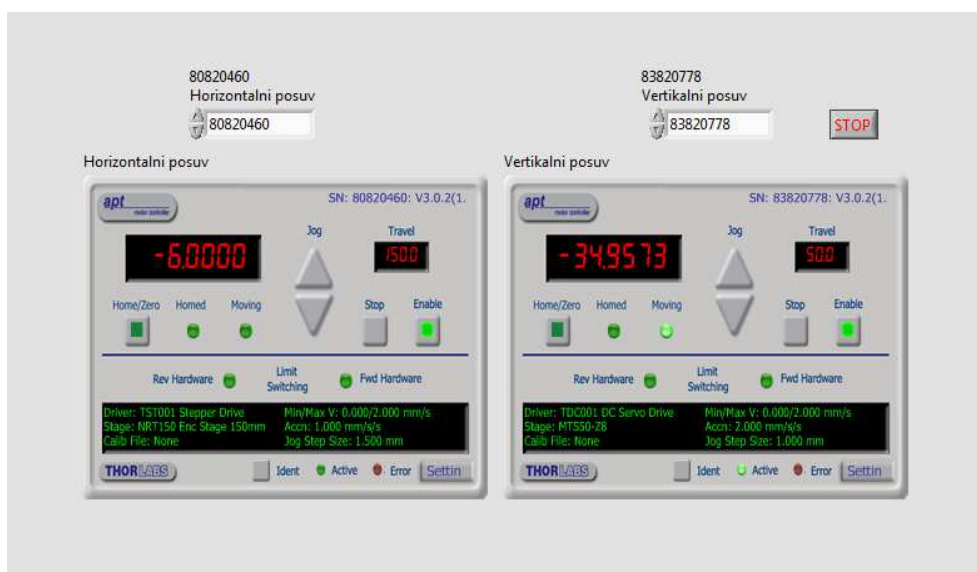 80820460
Horizontalni posuv
80820460
83820778
Vertikalni posuv
83820778
STOP
Horizontalni posuv
apt
motor controller
SN: 80820460: V3.0.2(1.
-6.0000
Jog
Travel
150.0
Home/Zero Homed Moving
Stop Enable
Rev Hardware
Limit
Switching
Fwd Hardware
Driver: TST001 Stepper Drive
Stage: NRT150 Enc Stage 150mm
Calib File: None
Min/Max V: 0.000/2.000 mm/s
Accn: 1.000 mm/s/s
Jog Step Size: 1.500 mm
THORLABS
Ident Active Error Settin
Vertikalni posuv
apt
motor controller
SN: 83820778: V3.0.2(1.
-34.9573
Jog
Travel
50.0
Home/Zero Homed Moving
Stop Enable
Rev Hardware
Limit
Switching
Fwd Hardware
Driver: TDC001 DC Servo Drive
Stage: MTS50-Z8
Calib File: None
Min/Max V: 0.000/2.000 mm/s
Accn: 2.000 mm/s/s
Jog Step Size: 1.000 mm
THORLABS
Ident Active Error Settin